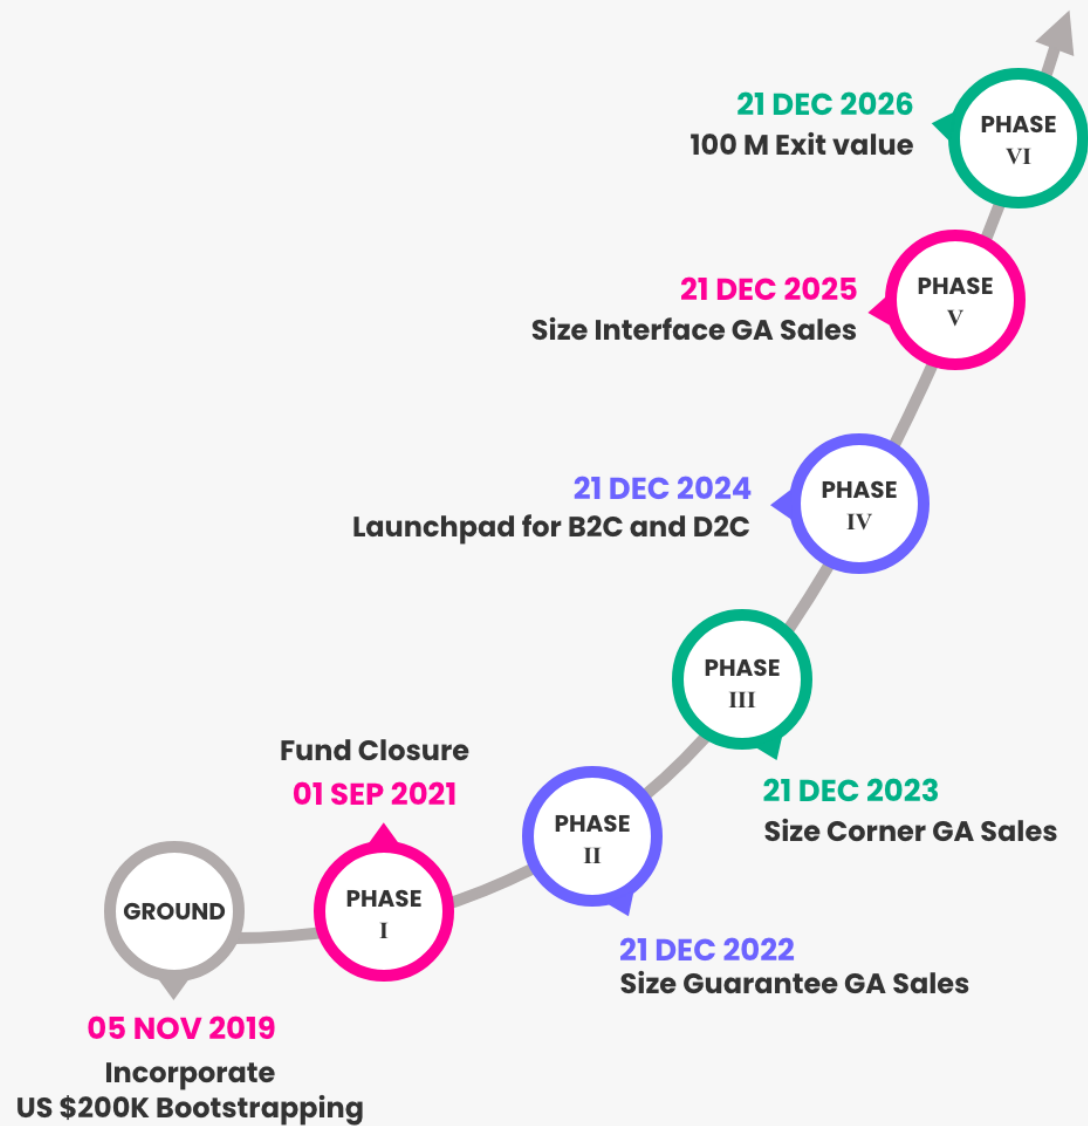 21 DEC 2026
100 M Exit value
PHASE
VI
21 DEC 2025
Size Interface GA Sales
PHASE
V
21 DEC 2024
Launchpad for B2C and D2C
PHASE
IV
PHASE
III
21 DEC 2023
Size Corner GA Sales
Fund Closure
01 SEP 2021
PHASE
II
21 DEC 2022
Size Guarantee GA Sales
PHASE
I
GROUND
05 NOV 2019
Incorporate
US $200K Bootstrapping